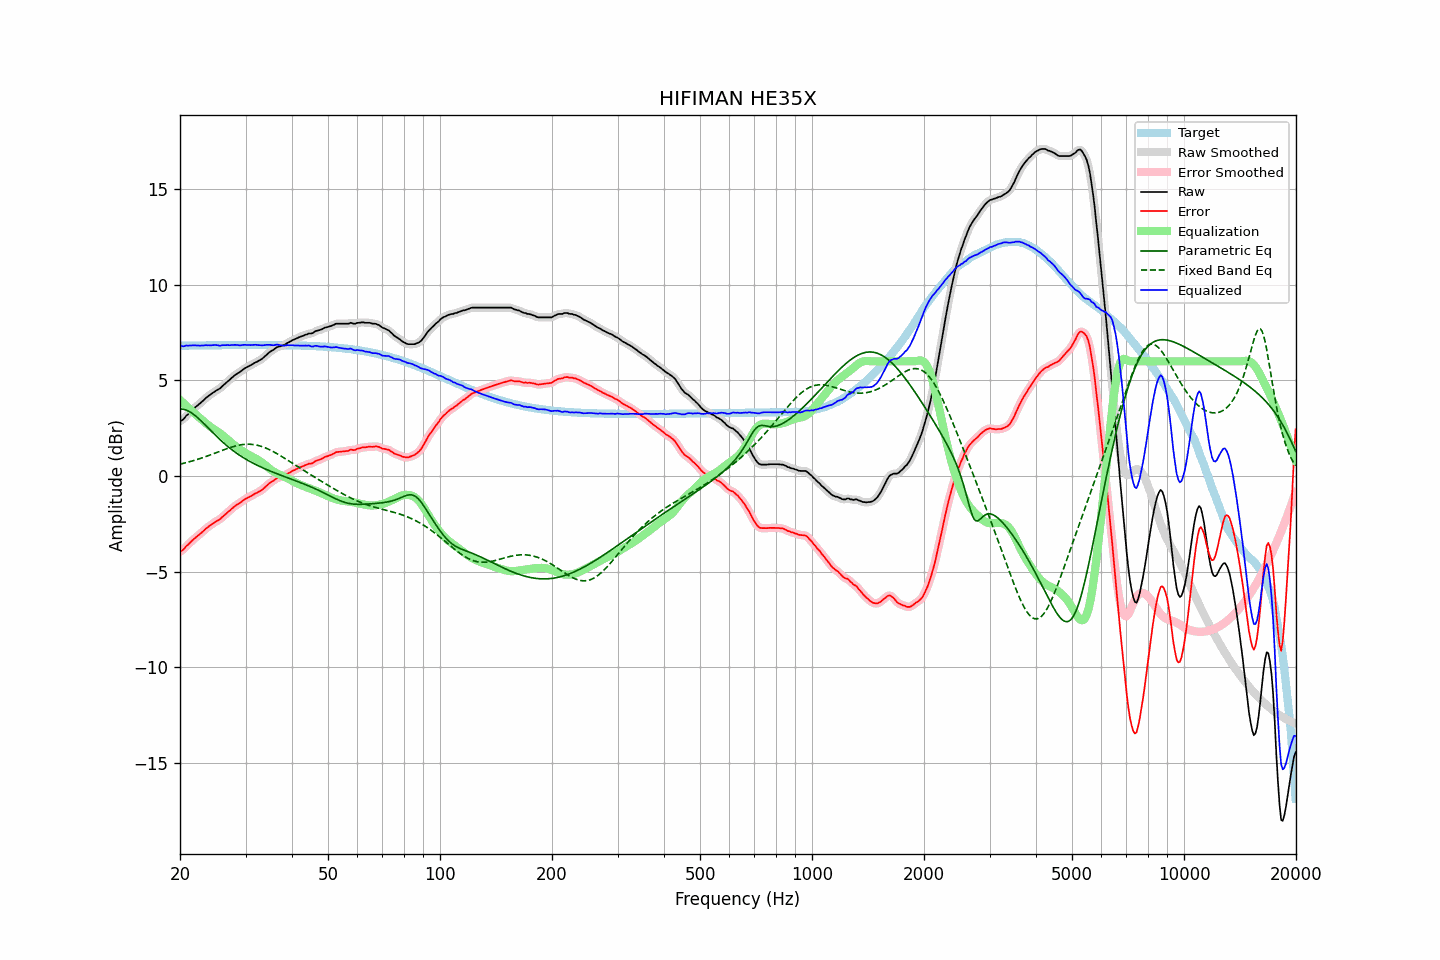 HIFIMAN HE35X
Target
Raw Smoothed
Error Smoothed
Raw
Error
Equalization
Parametric Eq
Fixed Band Eq
Equalized
Amplitude (dBr)
15
10
5
0
−5
−10
−15
20 50 100 200 500 1000 2000 5000 10000 20000
Frequency (Hz)